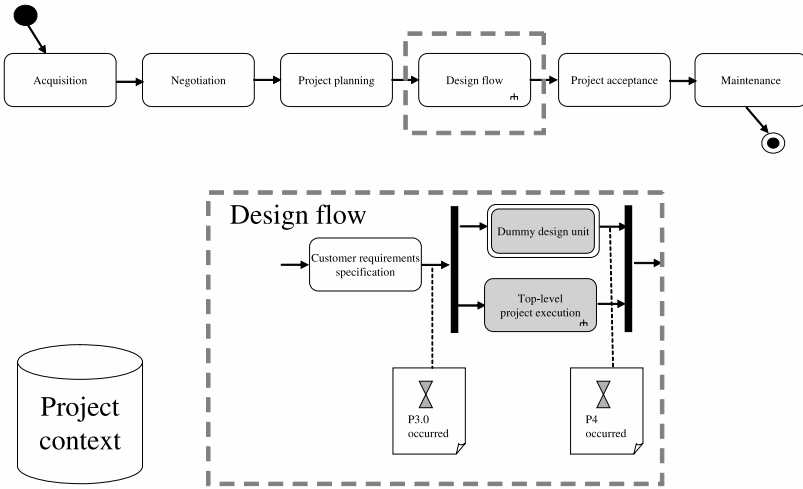 Acquisition
Negotiation
Project planning
Design flow
Project acceptance
Maintenance
Design flow
Customer requirements
specification
Dummy design unit
Top-level
project execution
P3.0
occurred
P4
occurred
Project
context